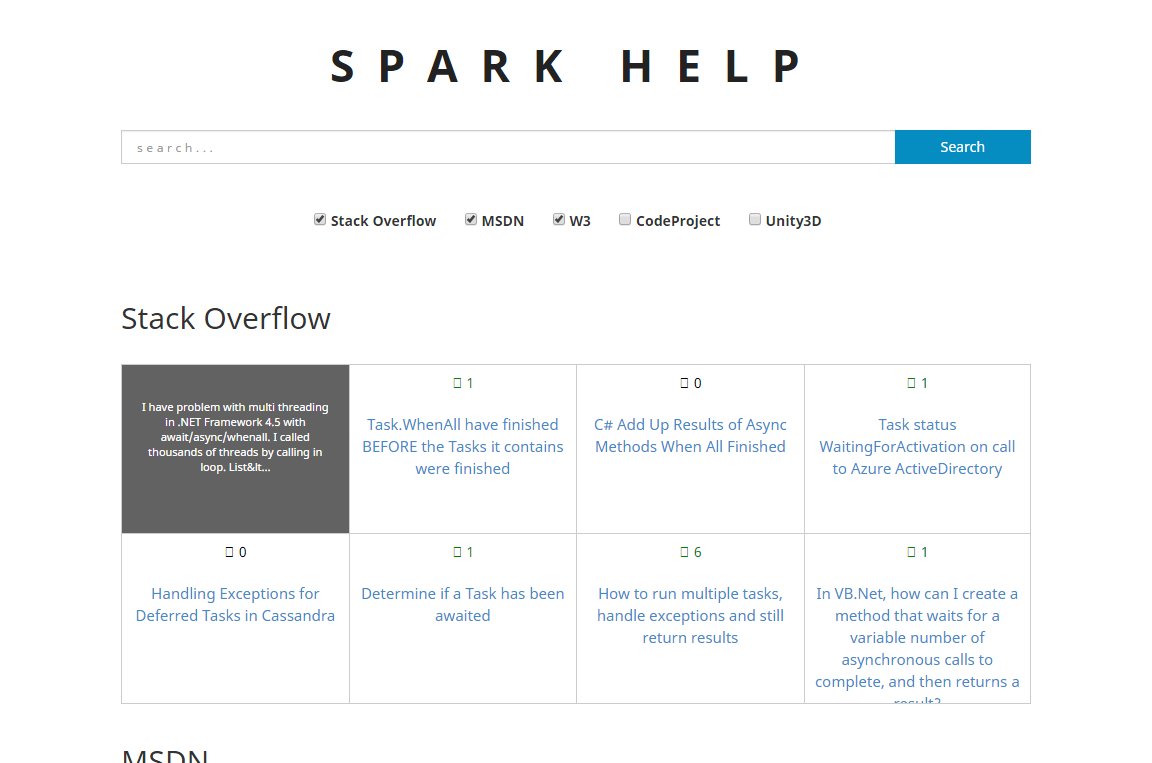 SPARK HELP
search...
Search
Stack Overflow
MSDN
W3
CodeProject
Unity3D
Stack Overflow
I have problem with multi threading
in .NET Framework 4.5 with
await/async/whenall. I called
thousands of threads by calling in
loop. List&lt...
1
Task.WhenAll have finished
BEFORE the Tasks it contains
were finished
0
C# Add Up Results of Async
Methods When All Finished
1
Task status
WaitingForActivation on call
to Azure ActiveDirectory
0
Handling Exceptions for
Deferred Tasks in Cassandra
1
Determine if a Task has been
awaited
6
How to run multiple tasks,
handle exceptions and still
return results
1
In VB.Net, how can I create a
method that waits for a
variable number of
asynchronous calls to
complete, and then returns a
result?
MSDN